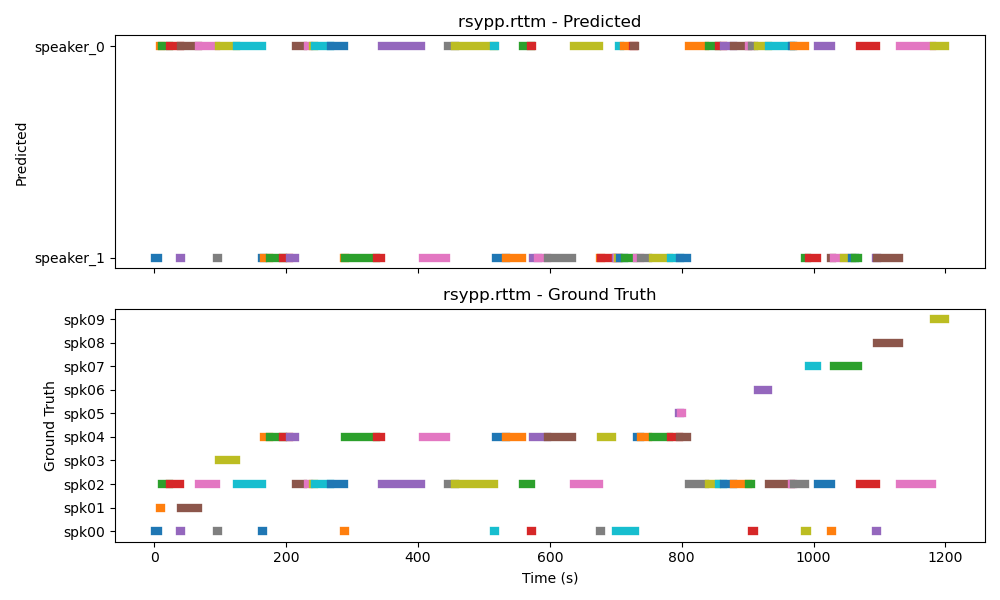 rsypp.rttm - Predicted
speaker_0
Predicted
speaker_1
rsypp.rttm - Ground Truth
spk09
spk08
spk07
spk06
spk05
spk04
Ground Truth
spk03
spk02
spk01
spk00
0 200 400 600 800 1000 1200
Time (s)